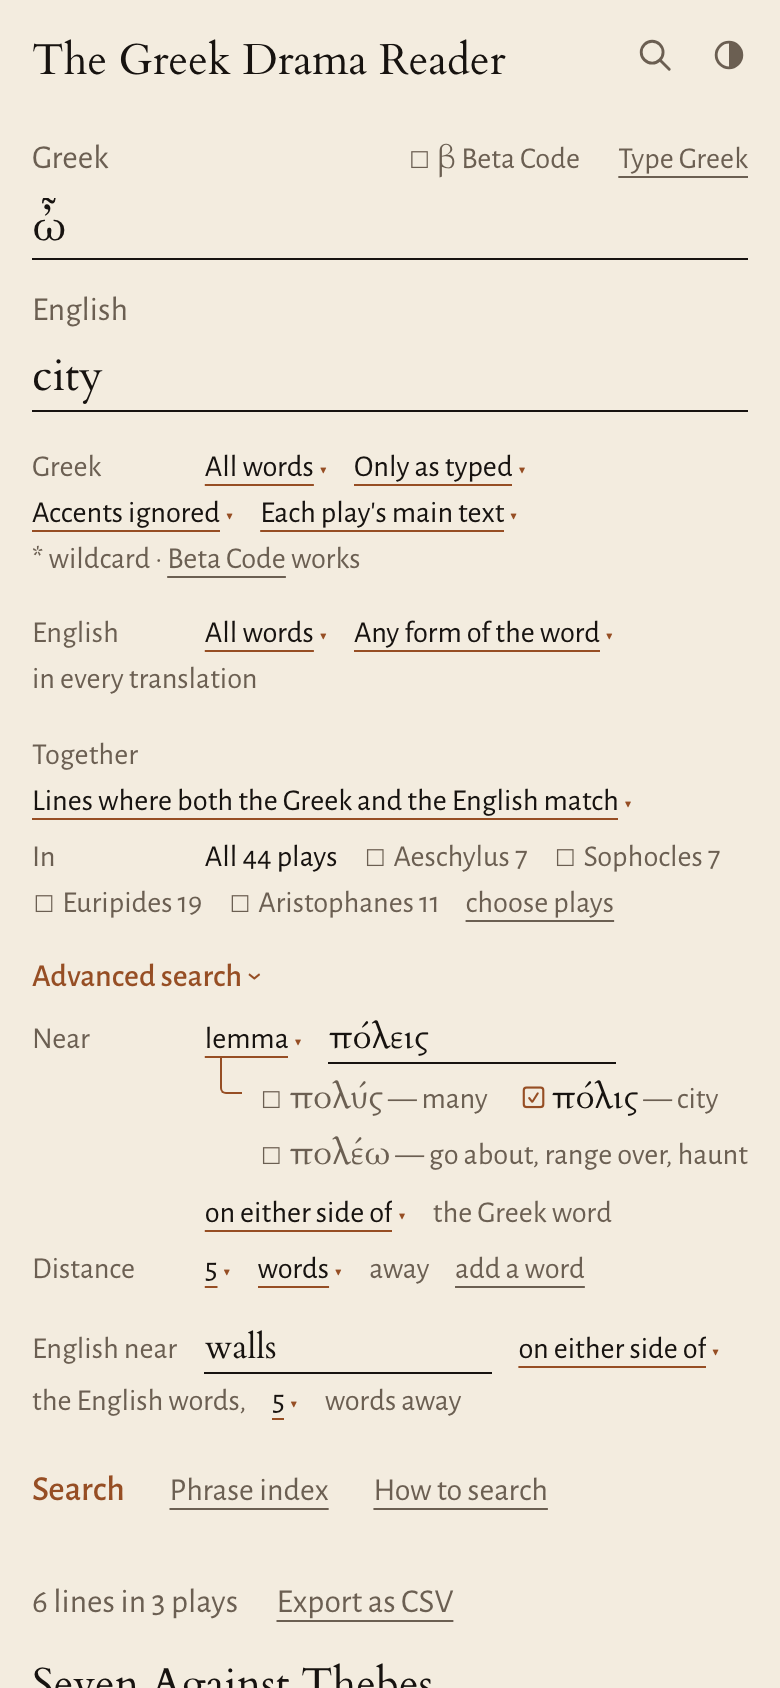 The Greek Drama Reader
Greek ☐ β Beta Code Type Greek
ὦ
English
city
Greek All words ▾ Only as typed ▾
Accents ignored ▾ Each play's main text ▾
* wildcard · Beta Code works
English All words ▾ Any form of the word ▾
in every translation
Together
Lines where both the Greek and the English match ▾
In All 44 plays ☐ Aeschylus 7 ☐ Sophocles 7
☐ Euripides 19 ☐ Aristophanes 11 choose plays
Advanced search
Near lemma ▾ πόλεις
☐ πολύς — many ☑ πόλις — city
☐ πολέω — go about, range over, haunt
on either side of ▾ the Greek word
Distance 5 ▾ words ▾ away add a word
English near walls on either side of ▾
the English words, 5 ▾ words away
Search Phrase index How to search
6 lines in 3 plays Export as CSV
Seven Against Thebes